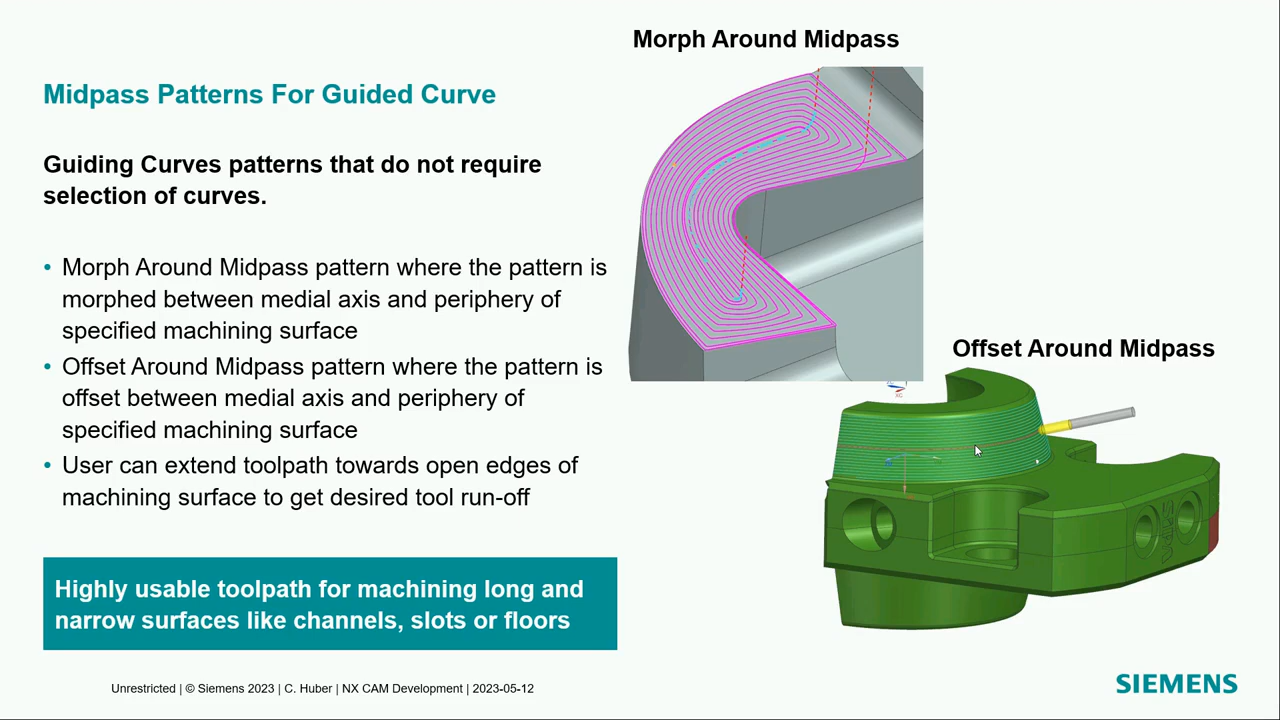 Morph Around Midpass
Midpass Patterns For Guided Curve
Guiding Curves patterns that do not require
selection of curves.
• Morph Around Midpass pattern where the pattern is
morphed between medial axis and periphery of
specified machining surface
• Offset Around Midpass pattern where the pattern is
offset between medial axis and periphery of
specified machining surface
• User can extend toolpath towards open edges of
machining surface to get desired tool run-off
Offset Around Midpass
XC
Highly usable toolpath for machining long and
narrow surfaces like channels, slots or floors
Unrestricted | © Siemens 2023 | C. Huber | NX CAM Development | 2023-05-12
SIEMENS